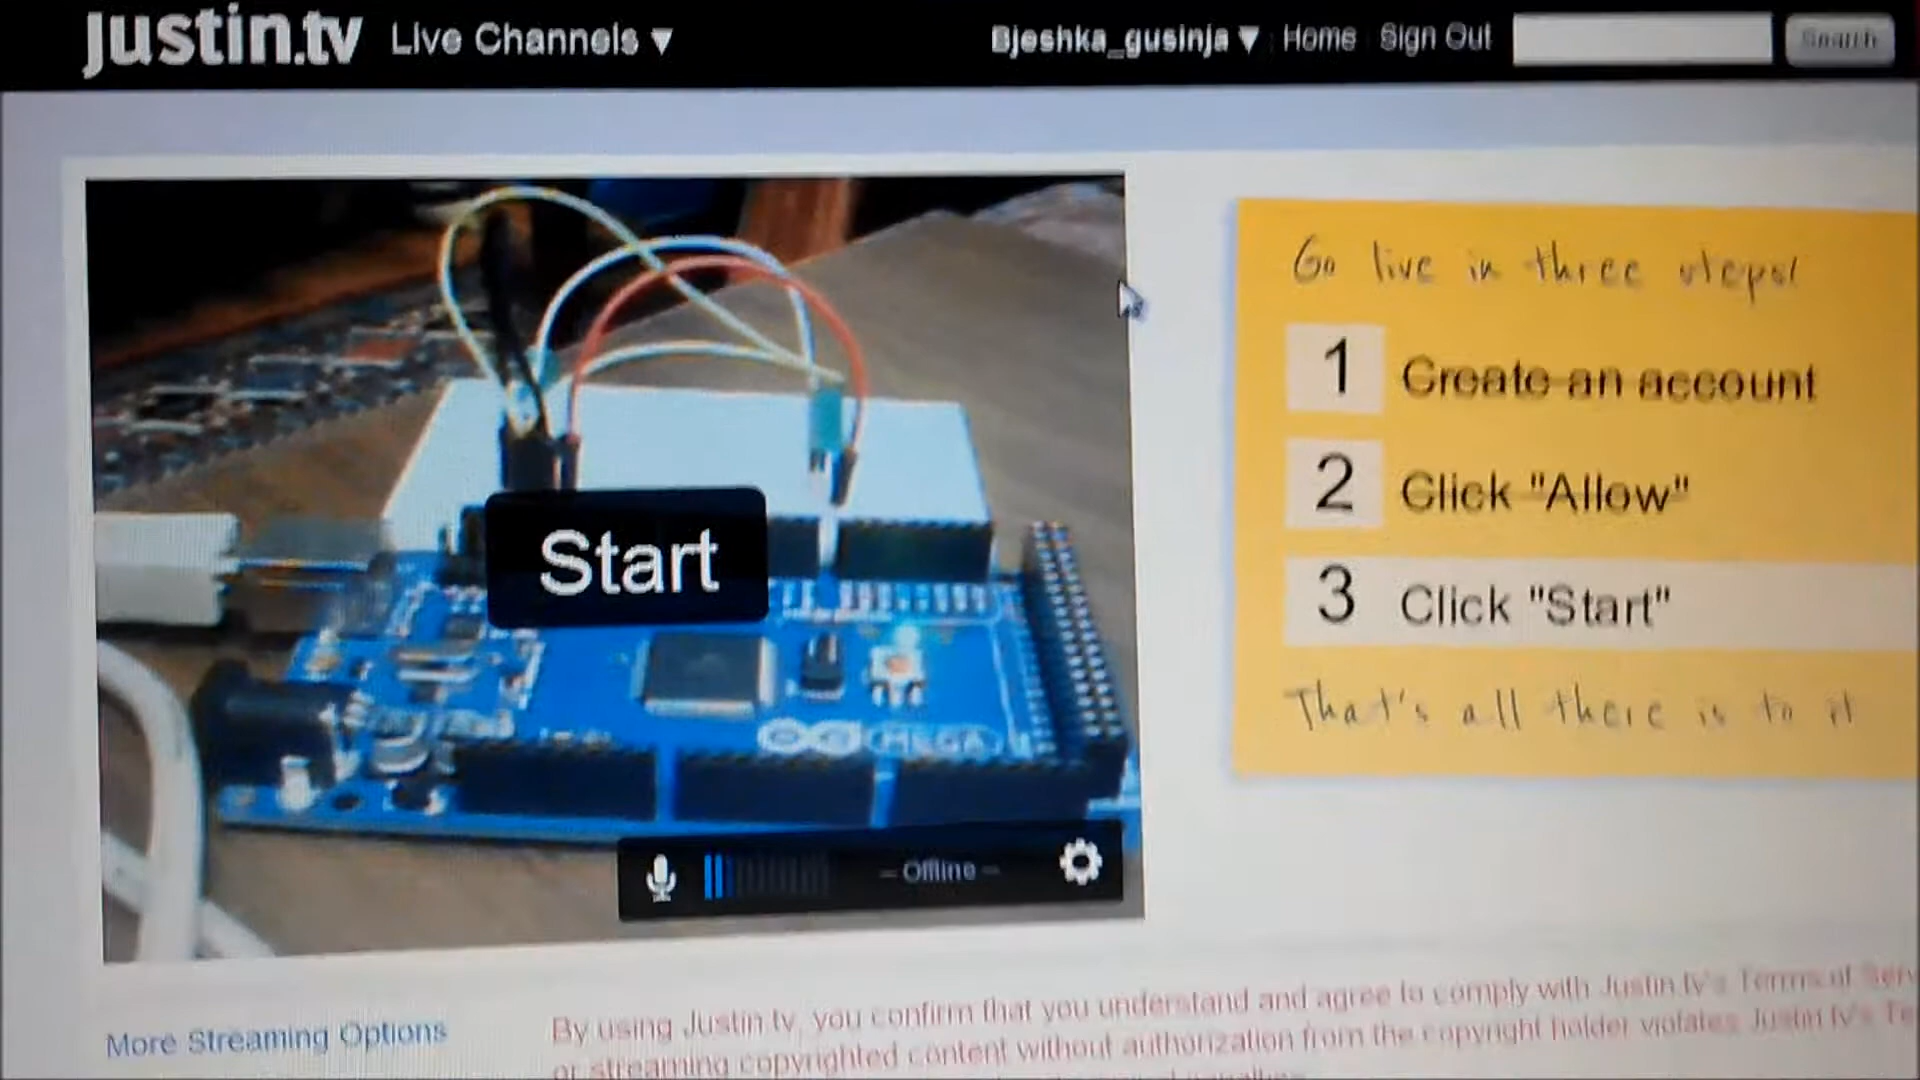 justin.tv Live Channels ▼ Bjeshka_gusinja ▼ Home Sign Out Search
Go live in three steps!
1 Create an account
2 Click "Allow"
3 Click "Start"
That's all there is to it
Start
MEGA
– Offline –
More Streaming Options
By using Justin.tv, you confirm that you understand and agree to comply with Justin.tv's Terms of Serv
or streaming copyrighted content without authorization from the copyright holder violates Justin.tv's Te